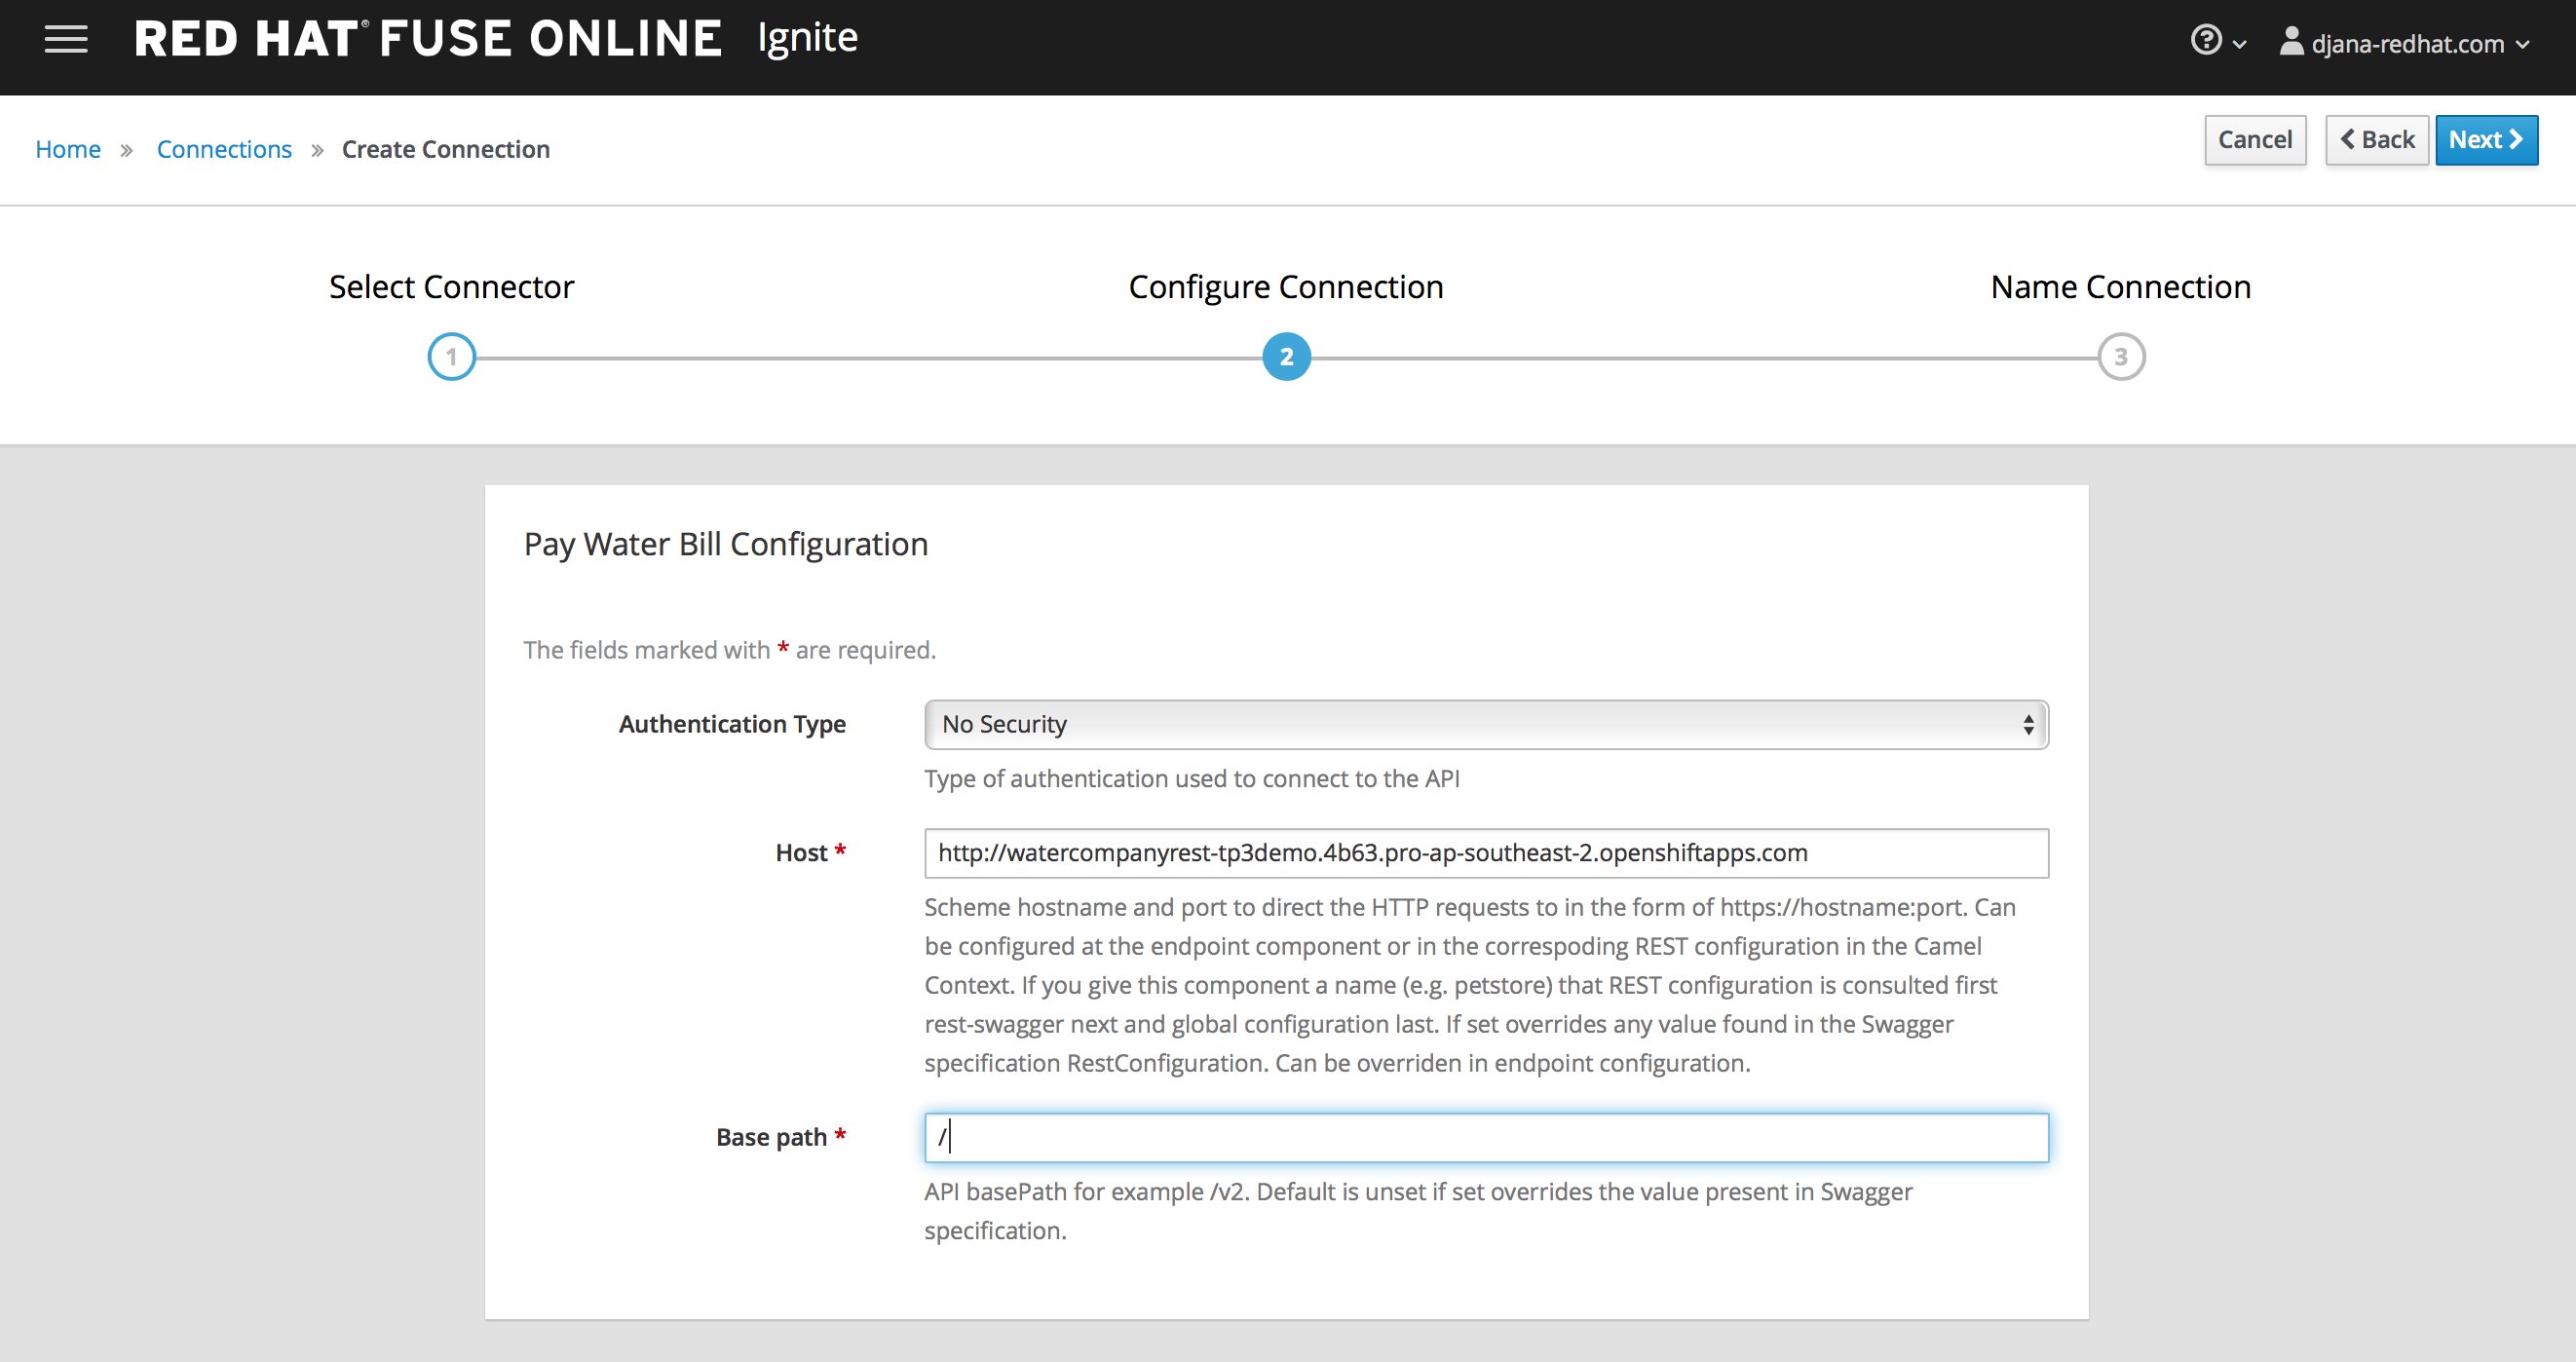 RED HAT® FUSE ONLINE Ignite
djana-redhat.com
Home » Connections » Create Connection
Cancel
Back
Next
Select Connector
Configure Connection
Name Connection
1
2
3
Pay Water Bill Configuration
The fields marked with * are required.
Authentication Type
No Security
Type of authentication used to connect to the API
Host *
http://watercompanyrest-tp3demo.4b63.pro-ap-southeast-2.openshiftapps.com
Scheme hostname and port to direct the HTTP requests to in the form of https://hostname:port. Can
be configured at the endpoint component or in the correspoding REST configuration in the Camel
Context. If you give this component a name (e.g. petstore) that REST configuration is consulted first
rest-swagger next and global configuration last. If set overrides any value found in the Swagger
specification RestConfiguration. Can be overriden in endpoint configuration.
Base path *
/
API basePath for example /v2. Default is unset if set overrides the value present in Swagger
specification.